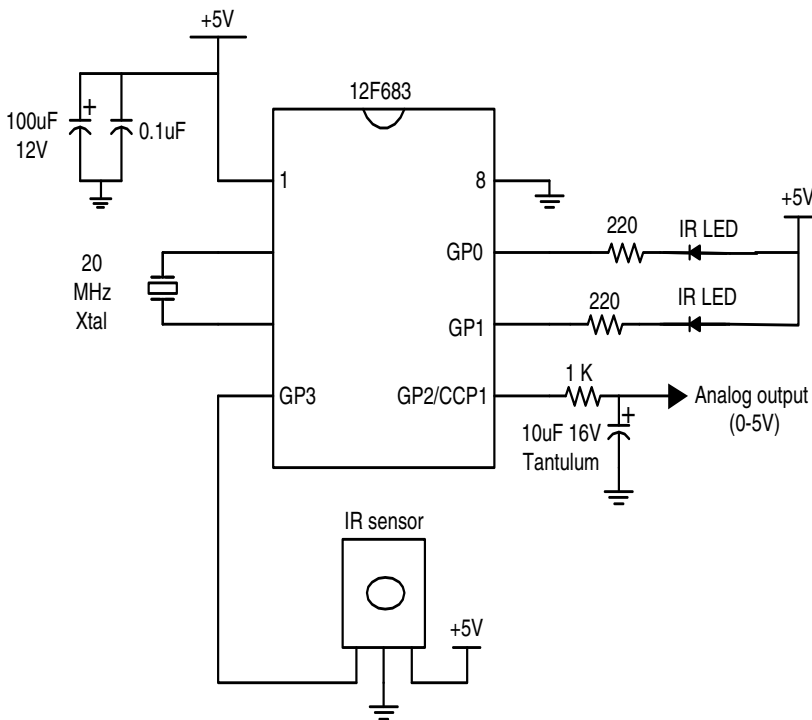 +5V
12F683
100uF
12V
+
0.1uF
1
8
+5V
220
IR LED
GP0
20
MHz
Xtal
220
IR LED
GP1
1 K
GP3
GP2/CCP1
Analog output
(0-5V)
+
10uF 16V
Tantulum
IR sensor
+5V